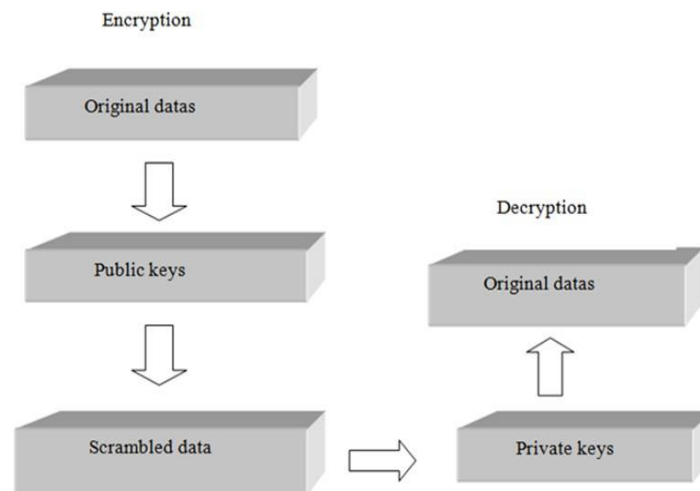 Encryption
Original datas
Public keys
Scrambled data
Decryption
Original datas
Private keys